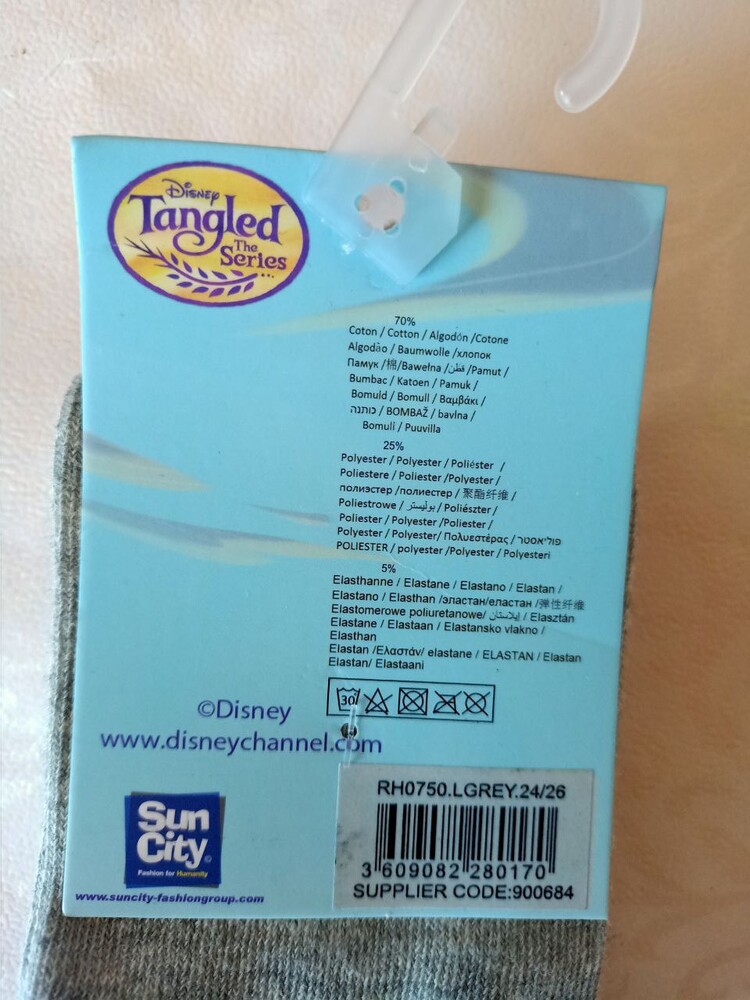 Disney
Tangled
The
Series
70%
Coton / Cotton / Algodón /Cotone
Algodão / Baumwolle /хлопок
Памук /棉/Bawełna /قطن /Pamut /
Bumbac / Katoen / Pamuk /
Bomuld / Bomull / Βαμβάκι /
כותנה / BOMBAŽ / bavlna /
Bomull / Puuvilla
25%
Polyester / Polyester / Poliéster /
Poliestere / Poliester /Polyester /
полиэстер /полиестер / 聚酯纤维 /
Poliestrowe / بوليستر / Poliészter /
Poliester / Polyester /Poliester /
Polyester / Polyester/ Πολυεστέρας / פוליאסטר
POLIESTER / polyester /Polyester / Polyesteri
5%
Elasthanne / Elastane / Elastano / Elastan /
Elastano / Elasthan /эластан/еластан /弹性纤维
Elastomerowe poliuretanowe/ إيلاستان / Elasztán
Elastane / Elastaan / Elastansko vlakno /
Elasthan
Elastan /Ελαστάν/ elastane / ELASTAN / Elastan
Elastan/ Elastaani
30
©Disney
www.disneychannel.com
Sun
City
Fashion for Humanity
www.suncity-fashiongroup.com
RH0750.LGREY.24/26
3 609082 280170
SUPPLIER CODE:900684